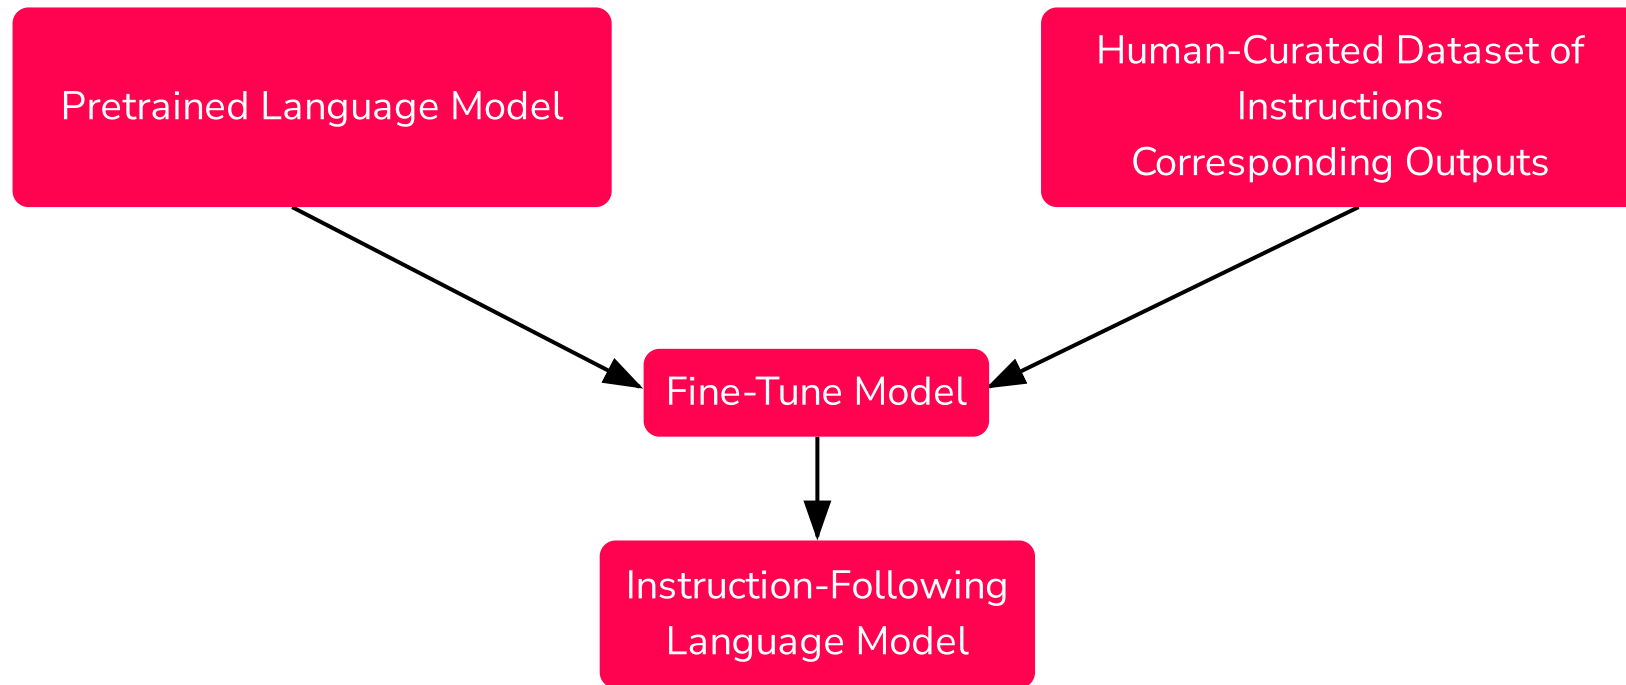 Pretrained Language Model
Human-Curated Dataset of
Instructions
Corresponding Outputs
Fine-Tune Model
Instruction-Following
Language Model